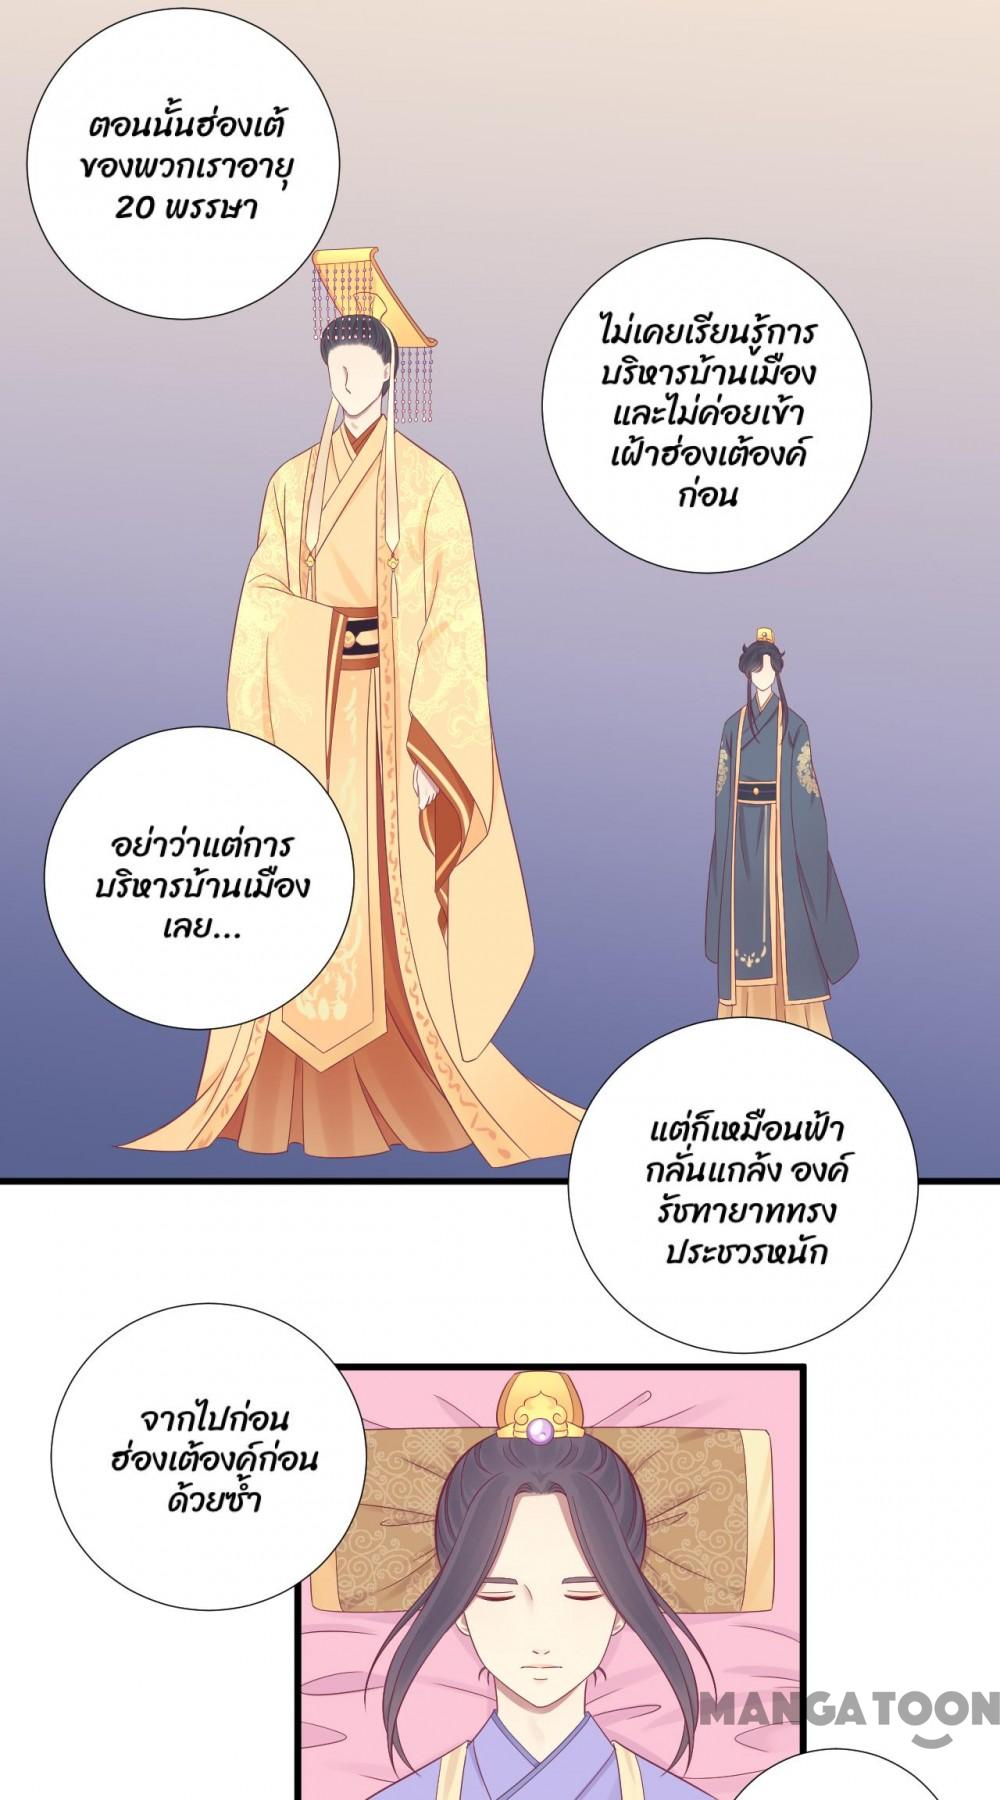 ตอนนั้นฮ่องเต้
ของพวกเราอายุ
20 พรรษา
ไม่เคยเรียนรู้การ
บริหารบ้านเมือง
และไม่ค่อยเข้า
เฝ้าฮ่องเต้องค์
ก่อน
อย่าว่าแต่การ
บริหารบ้านเมือง
เลย...
แต่ก็เหมือนฟ้า
กลั่นแกล้ง องค์
รัชทายาททรง
ประชวรหนัก
จากไปก่อน
ฮ่องเต้องค์ก่อน
ด้วยซ้ำ
MANGATOON